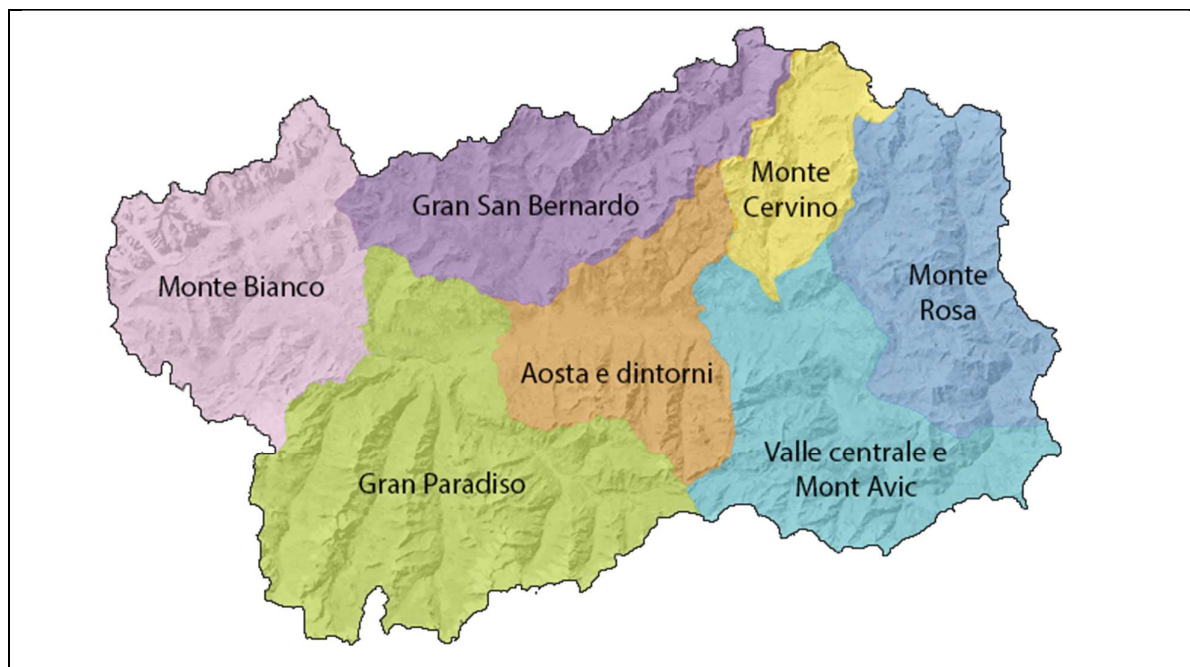 Monte
Cervino
Gran San Bernardo
Monte Bianco
Monte
Rosa
Aosta e dintorni
Valle centrale e
Mont Avic
Gran Paradiso